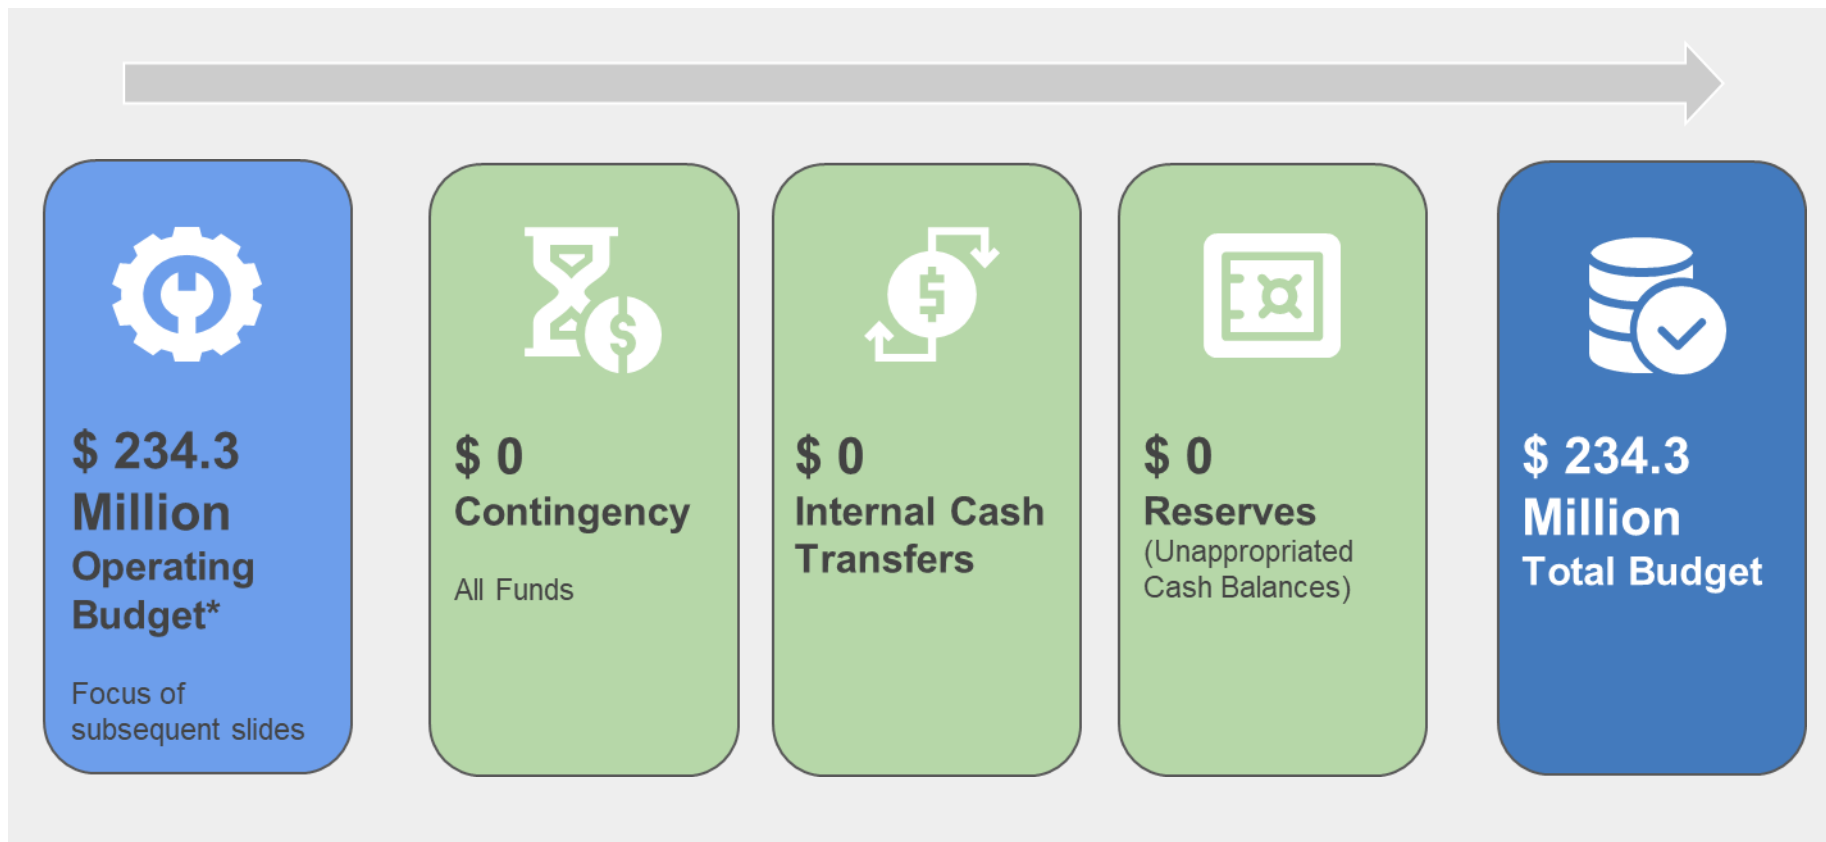 $ 234.3
Million
Operating
Budget*
Focus of
subsequent slides
$ 0
Contingency
All Funds
$ 0
Internal Cash
Transfers
$ 0
Reserves
(Unappropriated
Cash Balances)
$ 234.3
Million
Total Budget